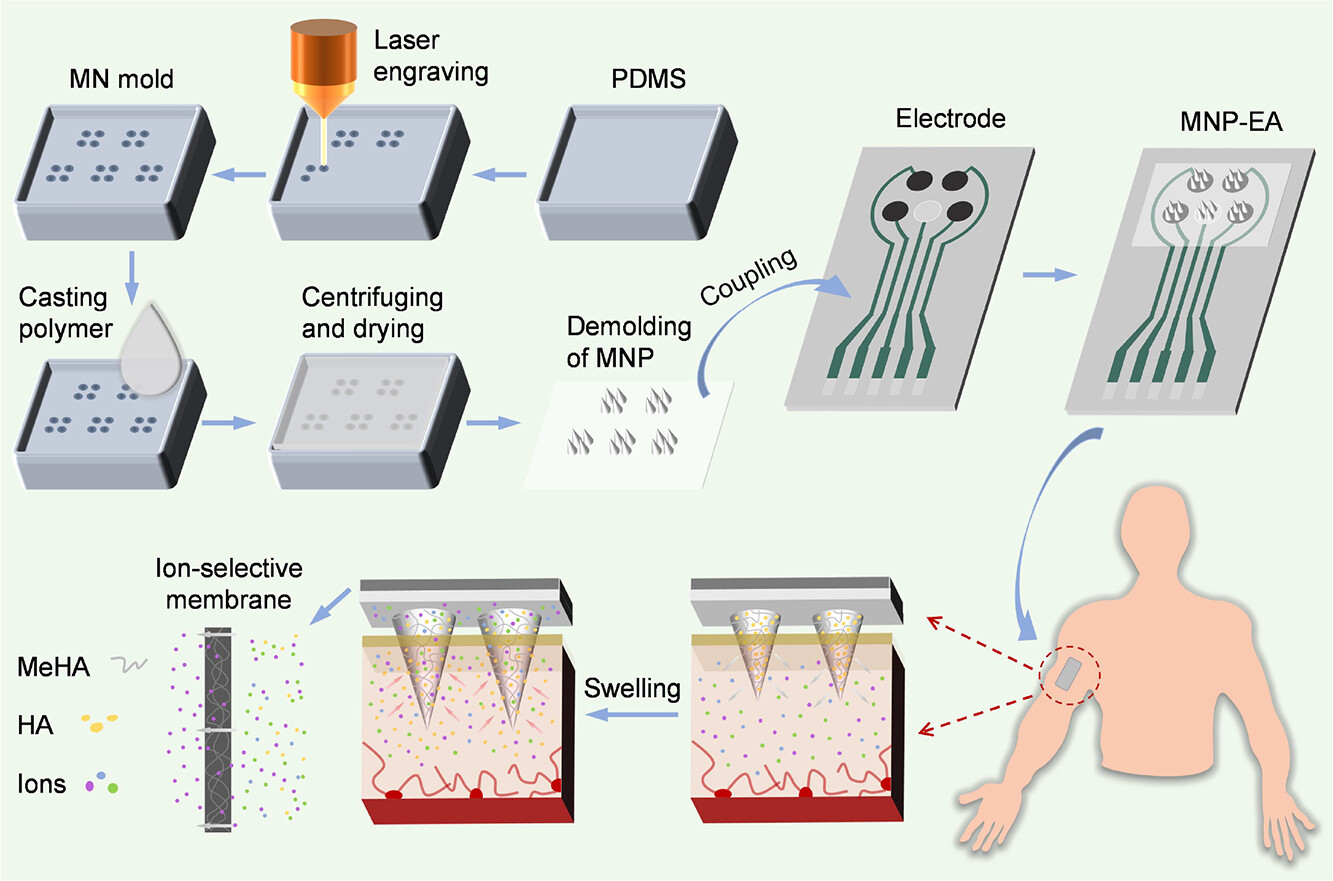 MN mold
Laser
engraving
PDMS
Electrode
MNP-EA
Casting
polymer
Centrifuging
and drying
Demolding
of MNP
Coupling
Ion-selective
membrane
MeHA
HA
Ions
Swelling